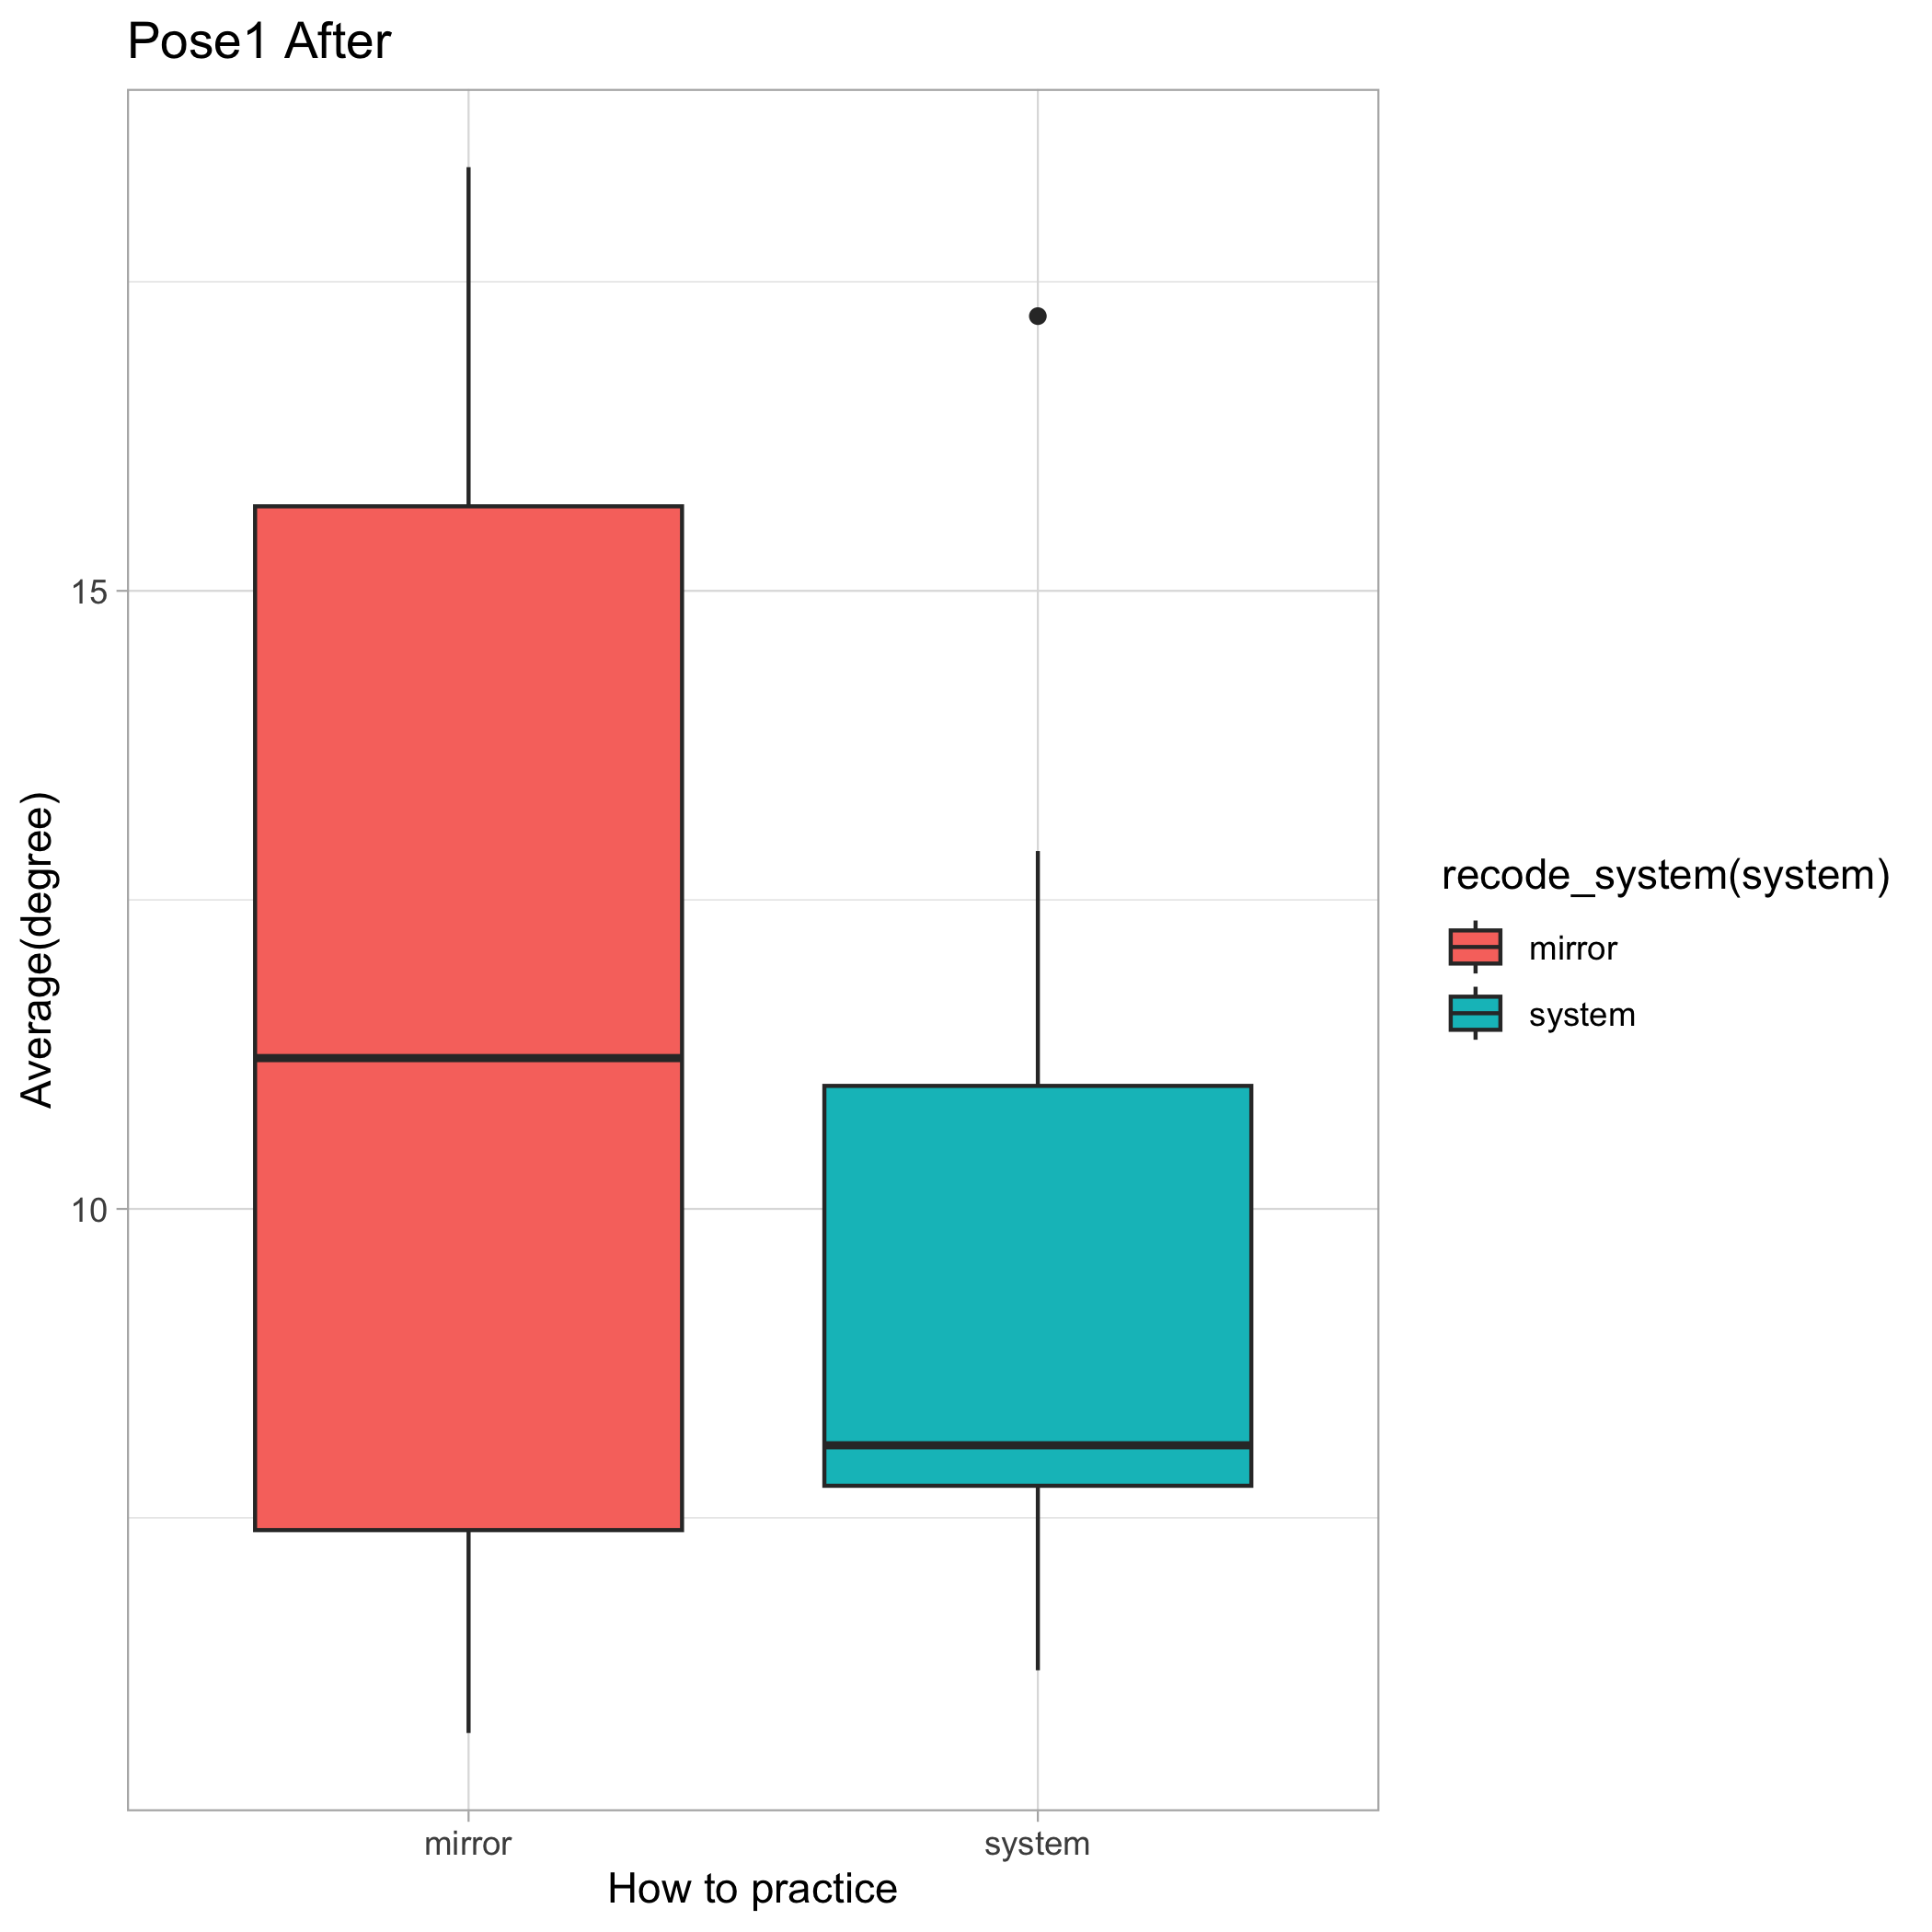 Pose1 After
Average(degree)
15
10
mirror
system
How to practice
recode_system(system)
mirror
system